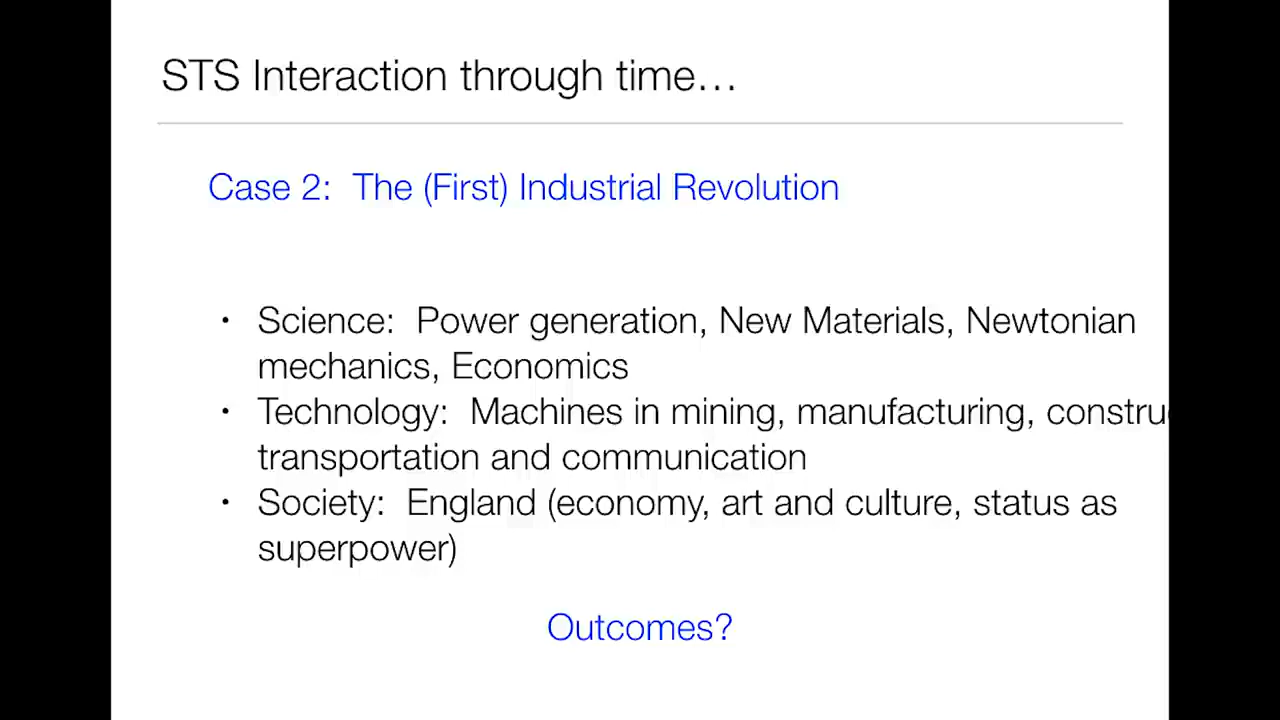 STS Interaction through time…
Case 2: The (First) Industrial Revolution
• Science: Power generation, New Materials, Newtonian
mechanics, Economics
• Technology: Machines in mining, manufacturing, constru
transportation and communication
• Society: England (economy, art and culture, status as
superpower)
Outcomes?